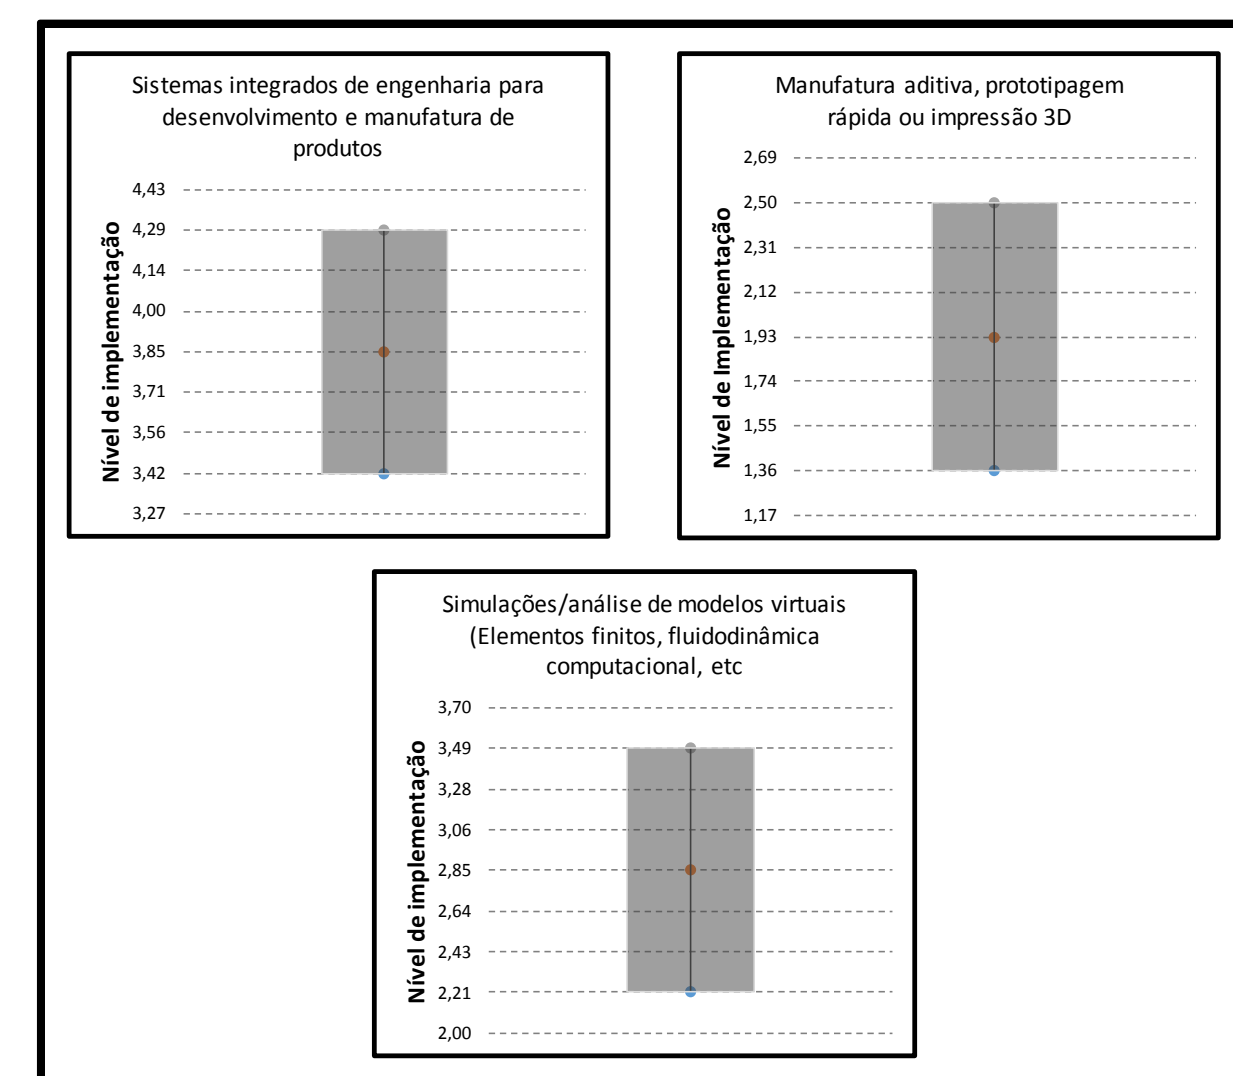 Sistemas integrados de engenharia para
desenvolvimento e manufatura de
produtos
Nível de implementação
4,43
4,29
4,14
4,00
3,85
3,71
3,56
3,42
3,27
Manufatura aditiva, prototipagem
rápida ou impressão 3D
Nível de Implementação
2,69
2,50
2,31
2,12
1,93
1,74
1,55
1,36
1,17
Simulações/análise de modelos virtuais
(Elementos finitos, fluidodinâmica
computacional, etc
Nível de implementação
3,70
3,49
3,28
3,06
2,85
2,64
2,43
2,21
2,00